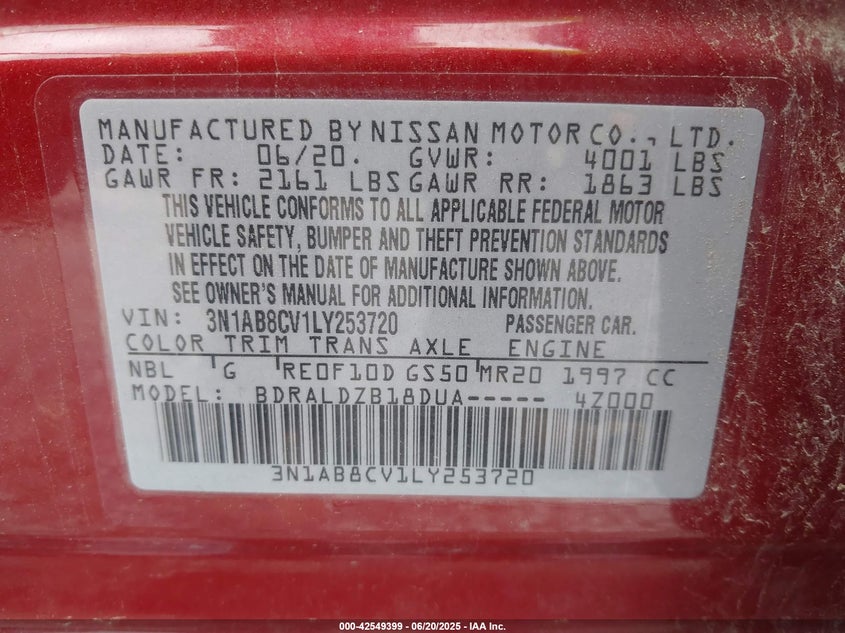 MANUFACTURED BY NISSAN MOTOR CO., LTD.
DATE: 06/20. GVWR: 4001 LBS
GAWR FR: 2161 LBS GAWR RR: 1863 LBS
THIS VEHICLE CONFORMS TO ALL APPLICABLE FEDERAL MOTOR
VEHICLE SAFETY, BUMPER AND THEFT PREVENTION STANDARDS
IN EFFECT ON THE DATE OF MANUFACTURE SHOWN ABOVE.
SEE OWNER'S MANUAL FOR ADDITIONAL INFORMATION.
VIN: 3N1AB8CV1LY253720 PASSENGER CAR.
COLOR TRIM TRANS AXLE ENGINE
NBL G RE0F10D GS50 MR20 1997 CC
MODEL: BDRALDZB18DUA----- 4Z000
3N1AB8CV1LY253720
000-42549399 - 06/20/2025 - IAA Inc.